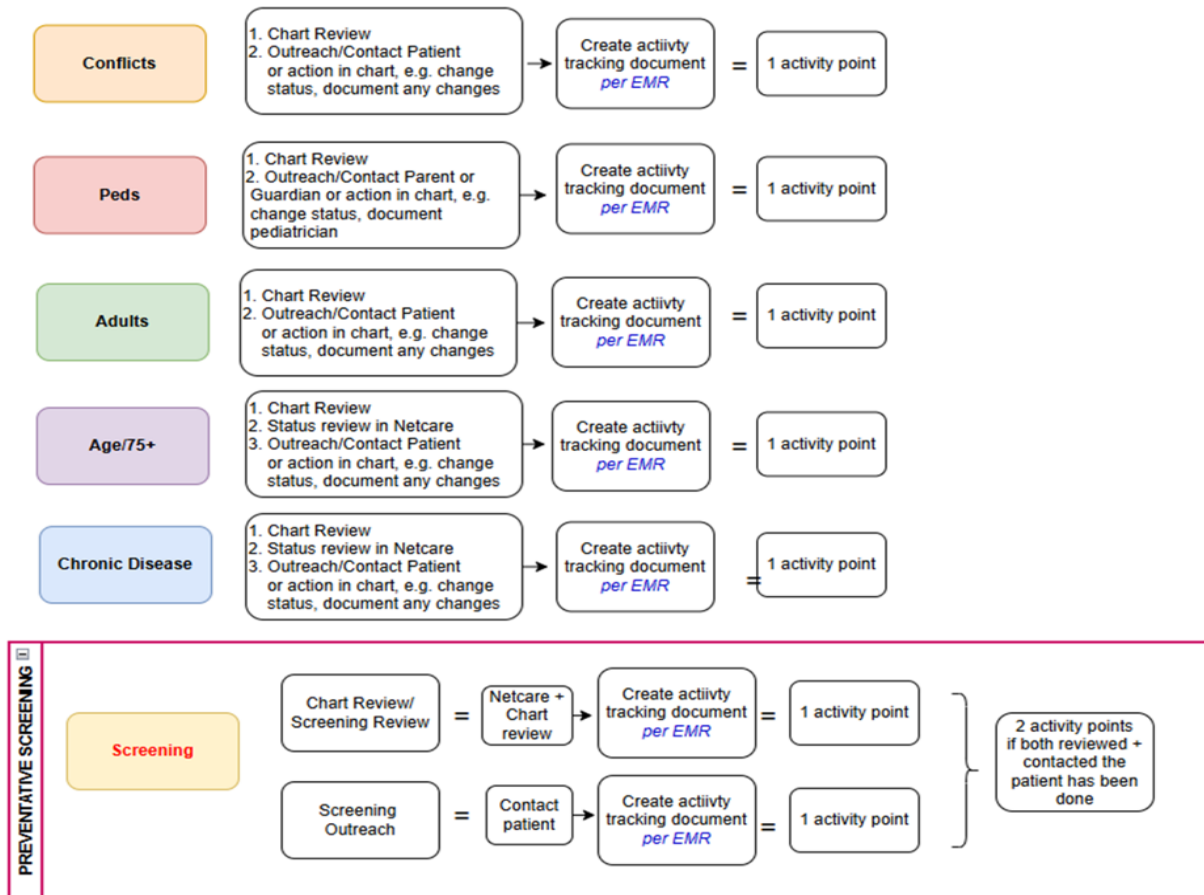 Conflicts
1. Chart Review
2. Outreach/Contact Patient
or action in chart, e.g. change
status, document any changes
Create actiivty
tracking document
per EMR
=
1 activity point
Peds
1. Chart Review
2. Outreach/Contact Parent or
Guardian or action in chart, e.g.
change status, document
pediatrician
Create actiivty
tracking document
per EMR
=
1 activity point
Adults
1. Chart Review
2. Outreach/Contact Patient
or action in chart, e.g. change
status, document any changes
Create actiivty
tracking document
per EMR
=
1 activity point
Age/75+
1. Chart Review
2. Status review in Netcare
3. Outreach/Contact Patient
or action in chart, e.g. change
status, document any changes
Create actiivty
tracking document
per EMR
=
1 activity point
Chronic Disease
1. Chart Review
2. Status review in Netcare
3. Outreach/Contact Patient
or action in chart, e.g. change
status, document any changes
Create actiivty
tracking document
per EMR
=
1 activity point
PREVENTATIVE SCREENING
Screening
Chart Review/
Screening Review
=
Netcare +
Chart
review
Create actiivty
tracking document
per EMR
=
1 activity point
Screening
Outreach
=
Contact
patient
Create actiivty
tracking document
per EMR
=
1 activity point
2 activity points
if both reviewed +
contacted the
patient has been
done